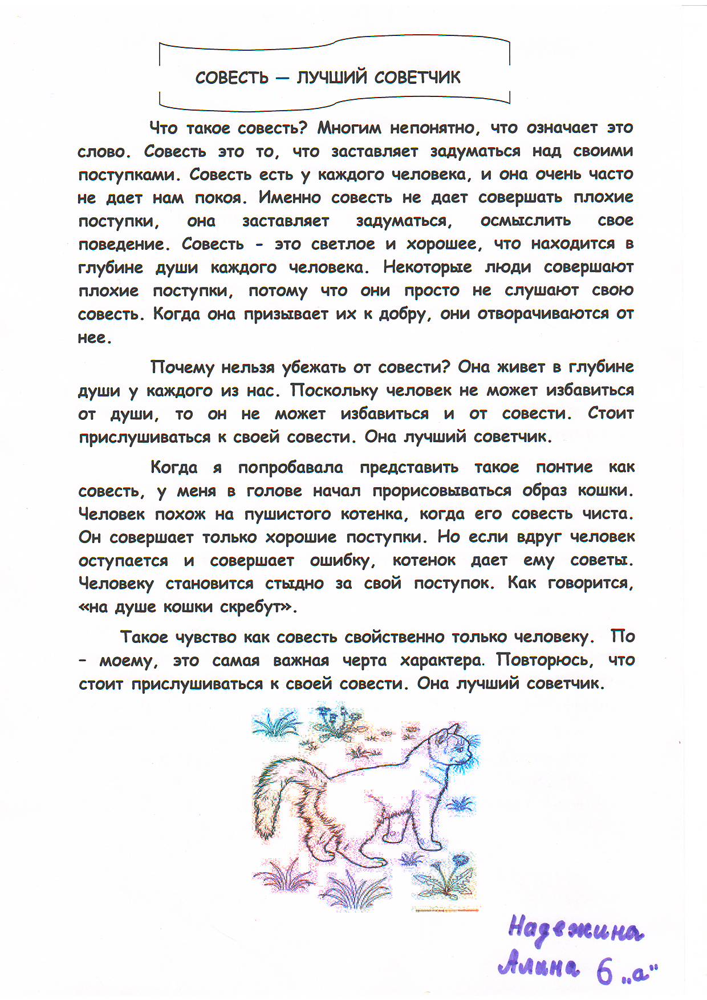 СОВЕСТЬ — ЛУЧШИЙ СОВЕТЧИК
Что такое совесть? Многим непонятно, что означает это
слово. Совесть это то, что заставляет задуматься над своими
поступками. Совесть есть у каждого человека, и она очень часто
не дает нам покоя. Именно совесть не дает совершать плохие
поступки, она заставляет задуматься, осмыслить свое
поведение. Совесть - это светлое и хорошее, что находится в
глубине души каждого человека. Некоторые люди совершают
плохие поступки, потому что они просто не слушают свою
совесть. Когда она призывает их к добру, они отворачиваются от
нее.
Почему нельзя убежать от совести? Она живет в глубине
души у каждого из нас. Поскольку человек не может избавиться
от души, то он не может избавиться и от совести. Стоит
прислушиваться к своей совести. Она лучший советчик.
Когда я попробавала представить такое понтие как
совесть, у меня в голове начал прорисовываться образ кошки.
Человек похож на пушистого котенка, когда его совесть чиста.
Он совершает только хорошие поступки. Но если вдруг человек
оступается и совершает ошибку, котенок дает ему советы.
Человеку становится стыдно за свой поступок. Как говорится,
«на душе кошки скребут».
Такое чувство как совесть свойственно только человеку. По
– моему, это самая важная черта характера. Повторюсь, что
стоит прислушиваться к своей совести. Она лучший советчик.
Надежина
Алина 6 „а"